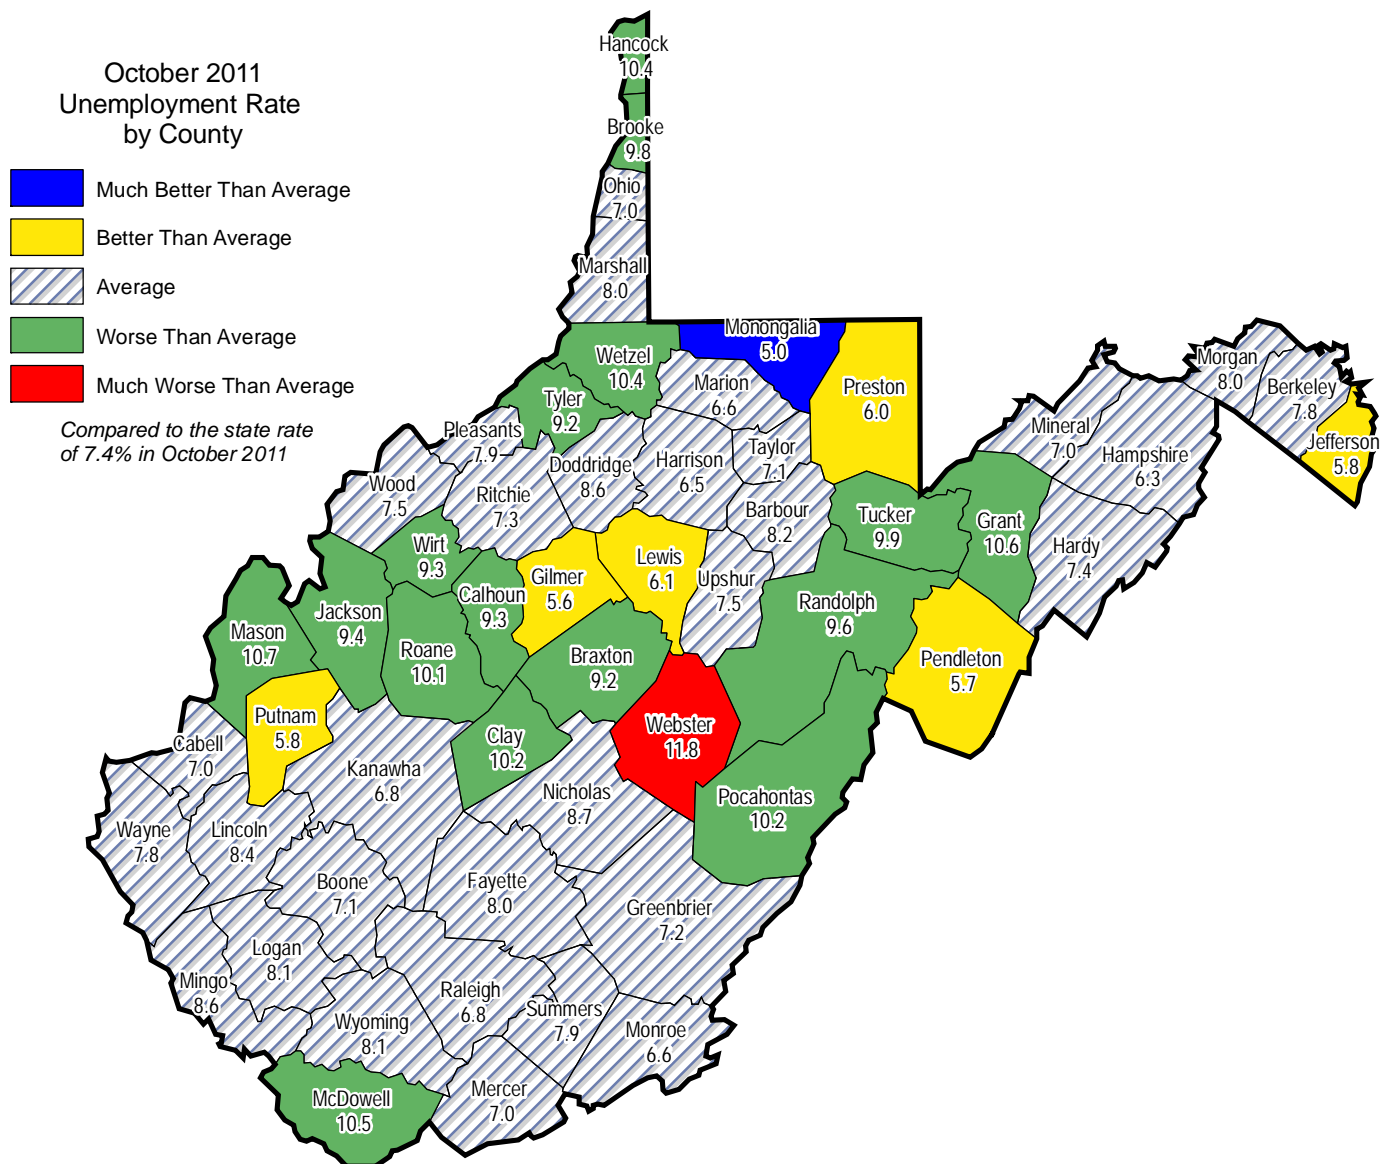 October 2011
Unemployment Rate
by County
Much Better Than Average
Better Than Average
Average
Worse Than Average
Much Worse Than Average
Compared to the state rate
of 7.4% in October 2011
Hancock
10.4
Brooke
9.8
Ohio
7.0
Marshall
8.0
Wetzel
10.4
Monongalia
5.0
Marion
6.6
Preston
6.0
Tyler
9.2
Pleasants
7.9
Doddridge
8.6
Harrison
6.5
Taylor
7.1
Wood
7.5
Ritchie
7.3
Barbour
8.2
Morgan
8.0
Berkeley
7.8
Jefferson
5.8
Mineral
7.0
Hampshire
6.3
Tucker
9.9
Grant
10.6
Hardy
7.4
Wirt
9.3
Calhoun
9.3
Gilmer
5.6
Lewis
6.1
Upshur
7.5
Randolph
9.6
Pendleton
5.7
Mason
10.7
Jackson
9.4
Roane
10.1
Braxton
9.2
Putnam
5.8
Clay
10.2
Webster
11.8
Cabell
7.0
Kanawha
6.8
Nicholas
8.7
Pocahontas
10.2
Wayne
7.8
Lincoln
8.4
Boone
7.1
Fayette
8.0
Greenbrier
7.2
Logan
8.1
Mingo
8.6
Raleigh
6.8
Summers
7.9
Wyoming
8.1
Monroe
6.6
McDowell
10.5
Mercer
7.0